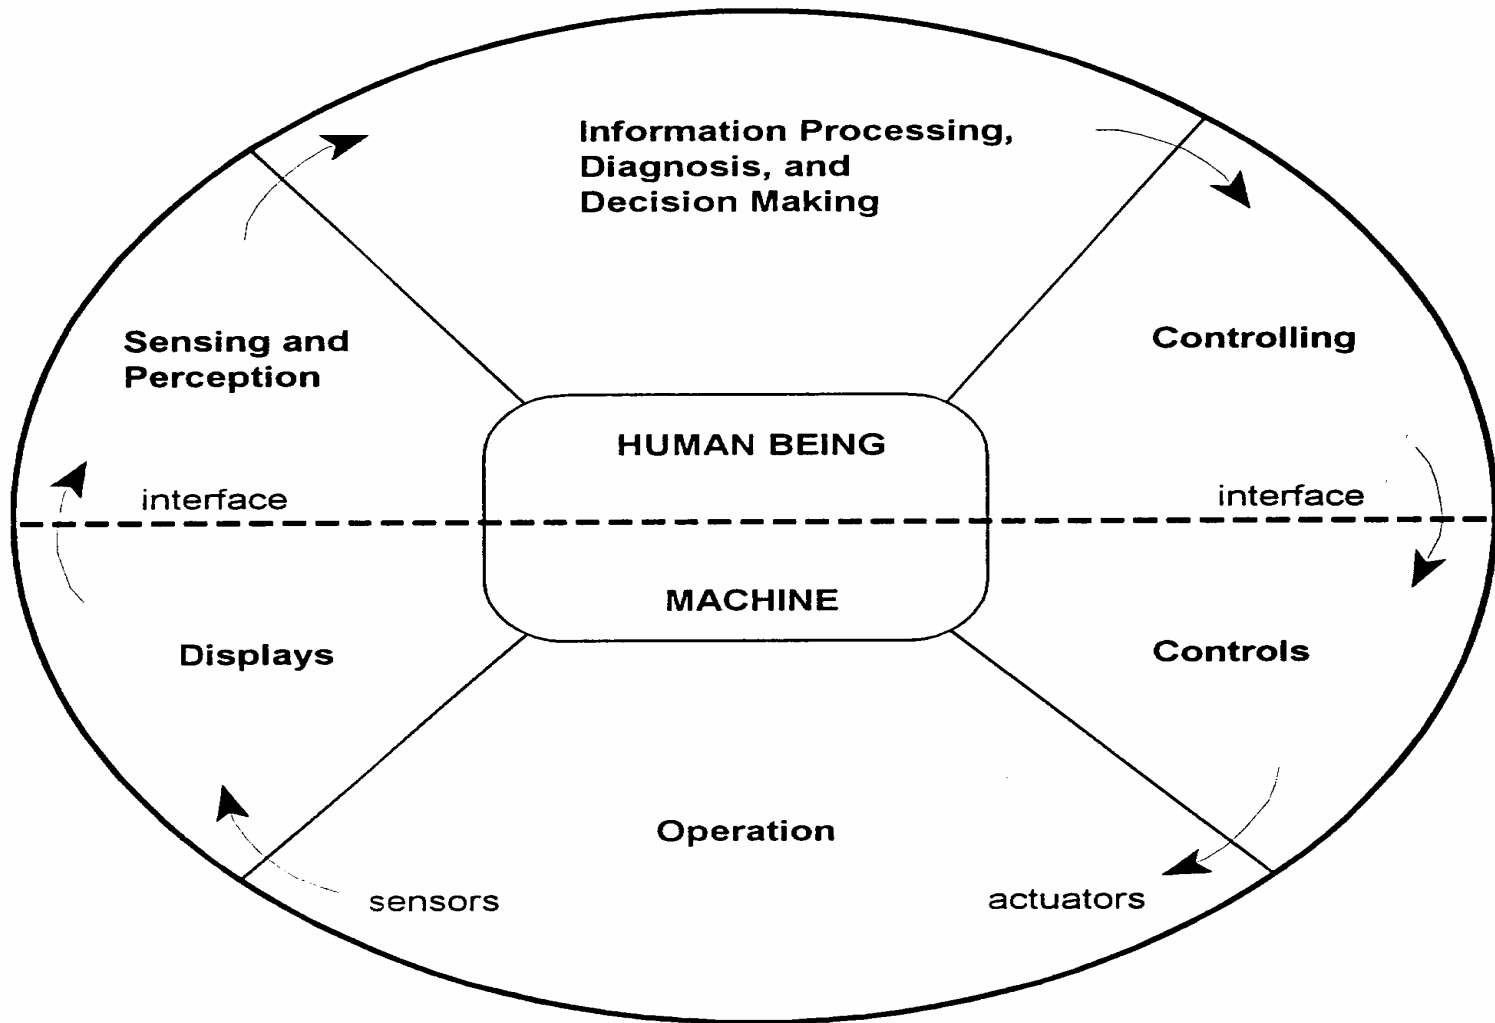 Information Processing,
Diagnosis, and
Decision Making
Sensing and
Perception
Controlling
HUMAN BEING
interface
interface
MACHINE
Displays
Controls
Operation
sensors
actuators